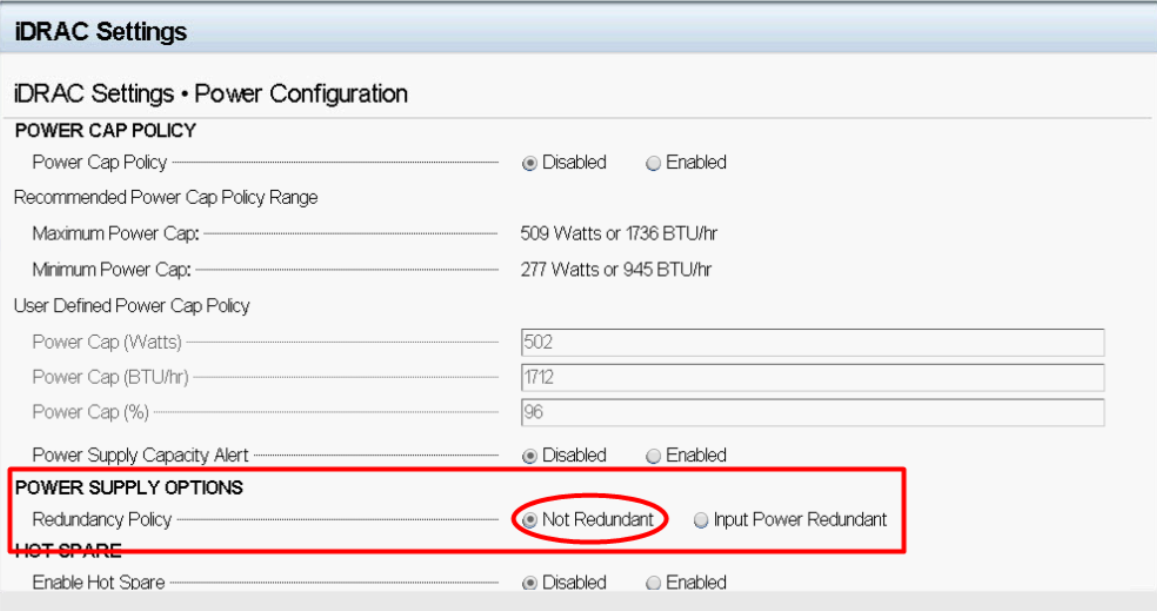 iDRAC Settings
iDRAC Settings • Power Configuration
POWER CAP POLICY
Power Cap Policy Disabled Enabled
Recommended Power Cap Policy Range
Maximum Power Cap: 509 Watts or 1736 BTU/hr
Minimum Power Cap: 277 Watts or 945 BTU/hr
User Defined Power Cap Policy
Power Cap (Watts) 502
Power Cap (BTU/hr) 1712
Power Cap (%) 96
Power Supply Capacity Alert Disabled Enabled
POWER SUPPLY OPTIONS
Redundancy Policy Not Redundant Input Power Redundant
HOT SPARE
Enable Hot Spare Disabled Enabled